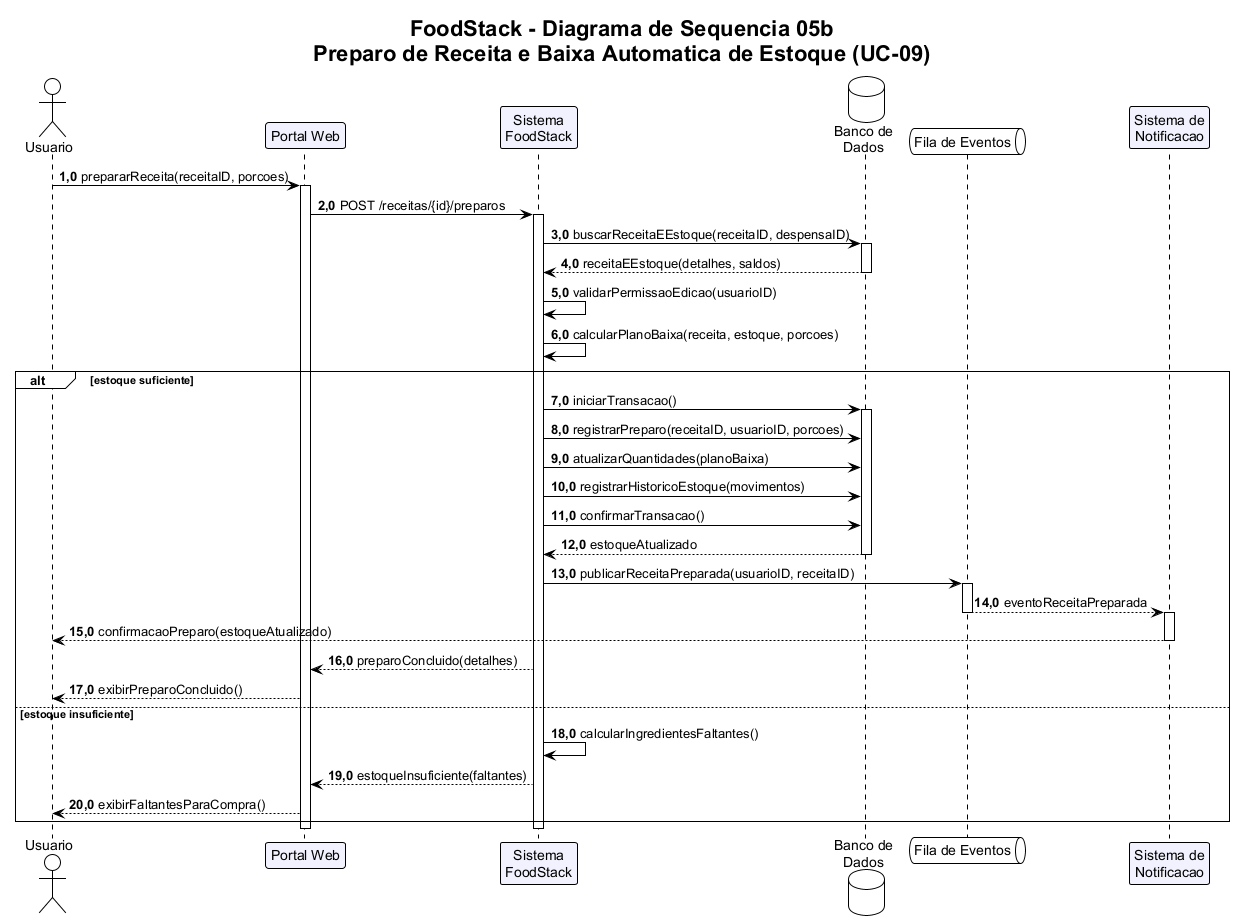 FoodStack - Diagrama de Sequencia 05b
Preparo de Receita e Baixa Automatica de Estoque (UC-09)
Usuario
Portal Web
Sistema
FoodStack
Banco de
Dados
Fila de Eventos
Sistema de
Notificacao
1,0 prepararReceita(receitaID, porcoes)
2,0 POST /receitas/{id}/preparos
3,0 buscarReceitaEEstoque(receitaID, despensaID)
4,0 receitaEEstoque(detalhes, saldos)
5,0 validarPermissaoEdicao(usuarioID)
6,0 calcularPlanoBaixa(receita, estoque, porcoes)
alt [estoque suficiente]
7,0 iniciarTransacao()
8,0 registrarPreparo(receitaID, usuarioID, porcoes)
9,0 atualizarQuantidades(planoBaixa)
10,0 registrarHistoricoEstoque(movimentos)
11,0 confirmarTransacao()
12,0 estoqueAtualizado
13,0 publicarReceitaPreparada(usuarioID, receitaID)
14,0 eventoReceitaPreparada
15,0 confirmacaoPreparo(estoqueAtualizado)
16,0 preparoConcluido(detalhes)
17,0 exibirPreparoConcluido()
[estoque insuficiente]
18,0 calcularIngredientesFaltantes()
19,0 estoqueInsuficiente(faltantes)
20,0 exibirFaltantesParaCompra()
Usuario
Portal Web
Sistema
FoodStack
Banco de
Dados
Fila de Eventos
Sistema de
Notificacao